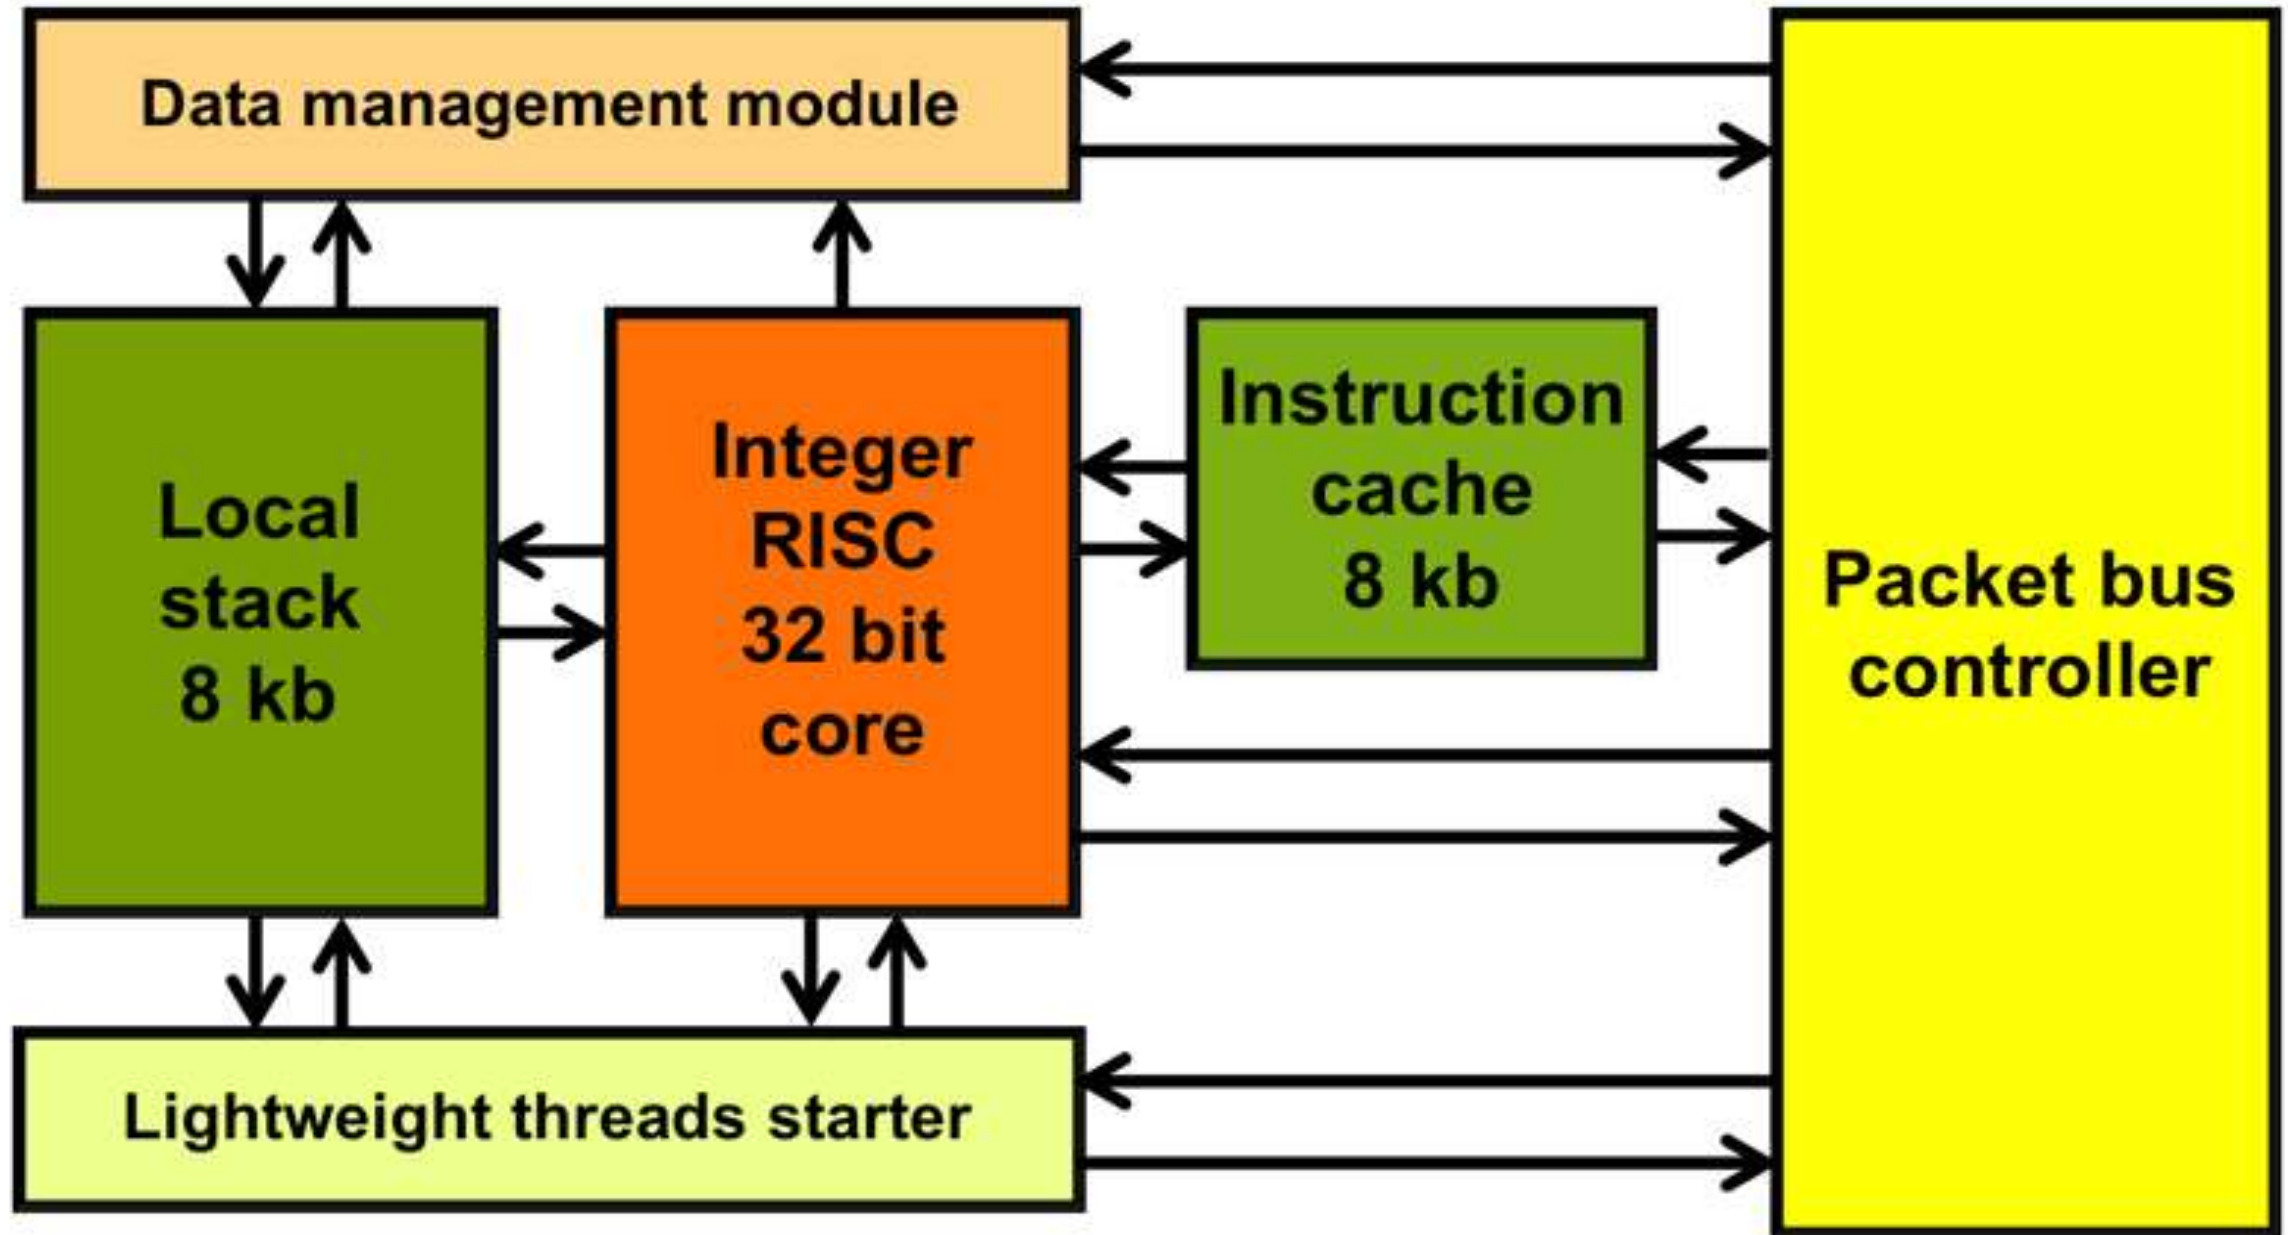 Data management module
Local
stack
8 kb
Integer
RISC
32 bit
core
Instruction
cache
8 kb
Packet bus
controller
Lightweight threads starter